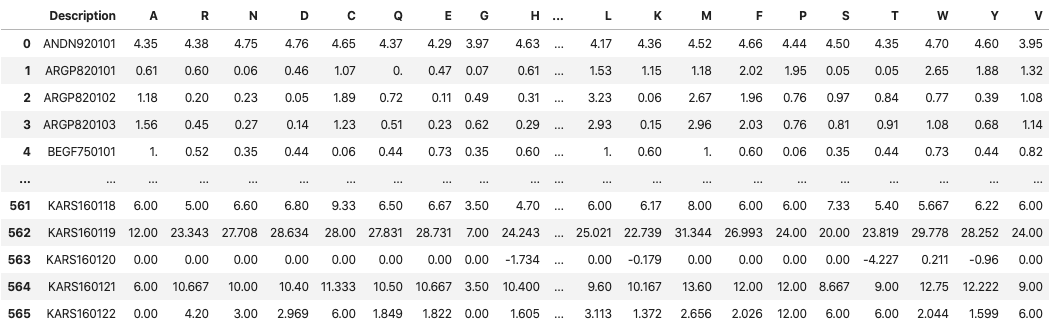 Description A R N D C Q E G H ... L K M F P S T W Y V
0 ANDN920101 4.35 4.38 4.75 4.76 4.65 4.37 4.29 3.97 4.63 ... 4.17 4.36 4.52 4.66 4.44 4.50 4.35 4.70 4.60 3.95
1 ARGP820101 0.61 0.60 0.06 0.46 1.07 0. 0.47 0.07 0.61 ... 1.53 1.15 1.18 2.02 1.95 0.05 0.05 2.65 1.88 1.32
2 ARGP820102 1.18 0.20 0.23 0.05 1.89 0.72 0.11 0.49 0.31 ... 3.23 0.06 2.67 1.96 0.76 0.97 0.84 0.77 0.39 1.08
3 ARGP820103 1.56 0.45 0.27 0.14 1.23 0.51 0.23 0.62 0.29 ... 2.93 0.15 2.96 2.03 0.76 0.81 0.91 1.08 0.68 1.14
4 BEGF750101 1. 0.52 0.35 0.44 0.06 0.44 0.73 0.35 0.60 ... 1. 0.60 1. 0.60 0.06 0.35 0.44 0.73 0.44 0.82
... ... ... ... ... ... ... ... ... ... ... ... ... ... ... ... ... ... ... ... ... ...
561 KARS160118 6.00 5.00 6.60 6.80 9.33 6.50 6.67 3.50 4.70 ... 6.00 6.17 8.00 6.00 6.00 7.33 5.40 5.667 6.22 6.00
562 KARS160119 12.00 23.343 27.708 28.634 28.00 27.831 28.731 7.00 24.243 ... 25.021 22.739 31.344 26.993 24.00 20.00 23.819 29.778 28.252 24.00
563 KARS160120 0.00 0.00 0.00 0.00 0.00 0.00 0.00 0.00 -1.734 ... 0.00 -0.179 0.00 0.00 0.00 0.00 -4.227 0.211 -0.96 0.00
564 KARS160121 6.00 10.667 10.00 10.40 11.333 10.50 10.667 3.50 10.400 ... 9.60 10.167 13.60 12.00 12.00 8.667 9.00 12.75 12.222 9.00
565 KARS160122 0.00 4.20 3.00 2.969 6.00 1.849 1.822 0.00 1.605 ... 3.113 1.372 2.656 2.026 12.00 6.00 6.00 2.044 1.599 6.00